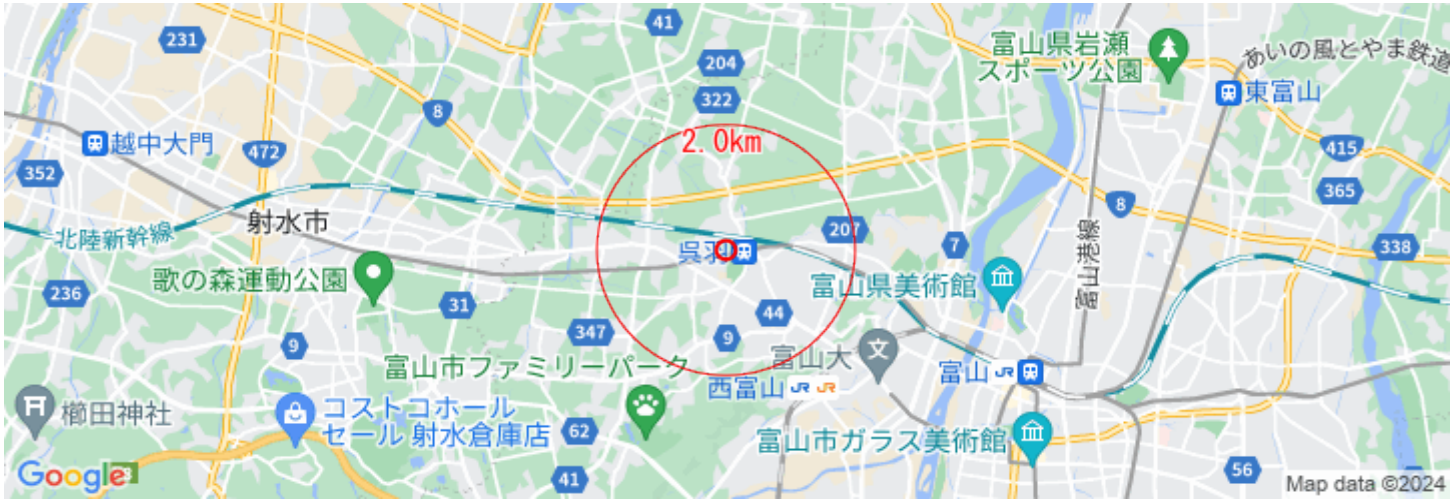 231
41
204
322
富山県岩瀬
スポーツ公園
あいの風とやま鉄道
東富山
8
2.0km
越中大門
472
352
415
365
射水市
北陸新幹線
207
7
8
338
呉羽
歌の森運動公園
236
31
富山県美術館
富山港線
44
347
9
9
富山市ファミリーパーク
富山大
西富山
JR
JR
富山
JR
櫛田神社
コストコホール
セール 射水倉庫店
62
富山市ガラス美術館
41
56
Google
Map data ©2024